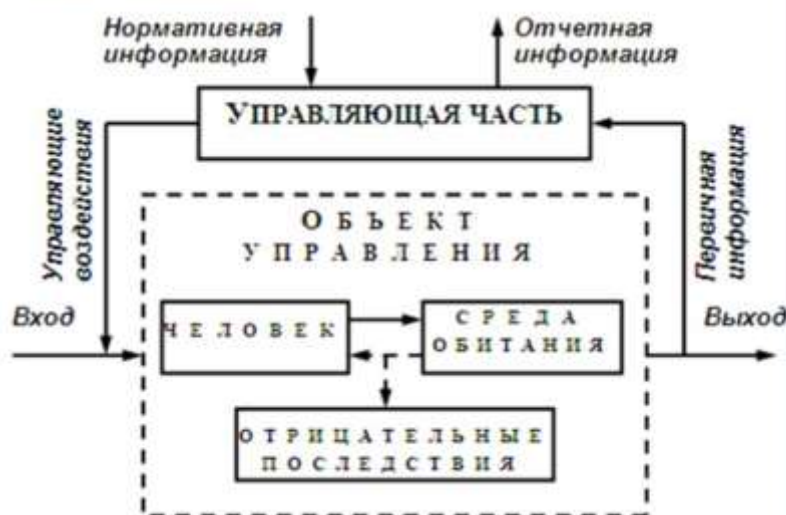 Нормативная
информация
Отчетная
информация
УПРАВЛЯЮЩАЯ ЧАСТЬ
Управляющие
воздействия
Первичная
информация
ОБЪЕКТ
УПРАВЛЕНИЯ
Вход
ЧЕЛОВЕК
СРЕДА
ОБИТАНИЯ
Выход
ОТРИЦАТЕЛЬНЫЕ
ПОСЛЕДСТВИЯ